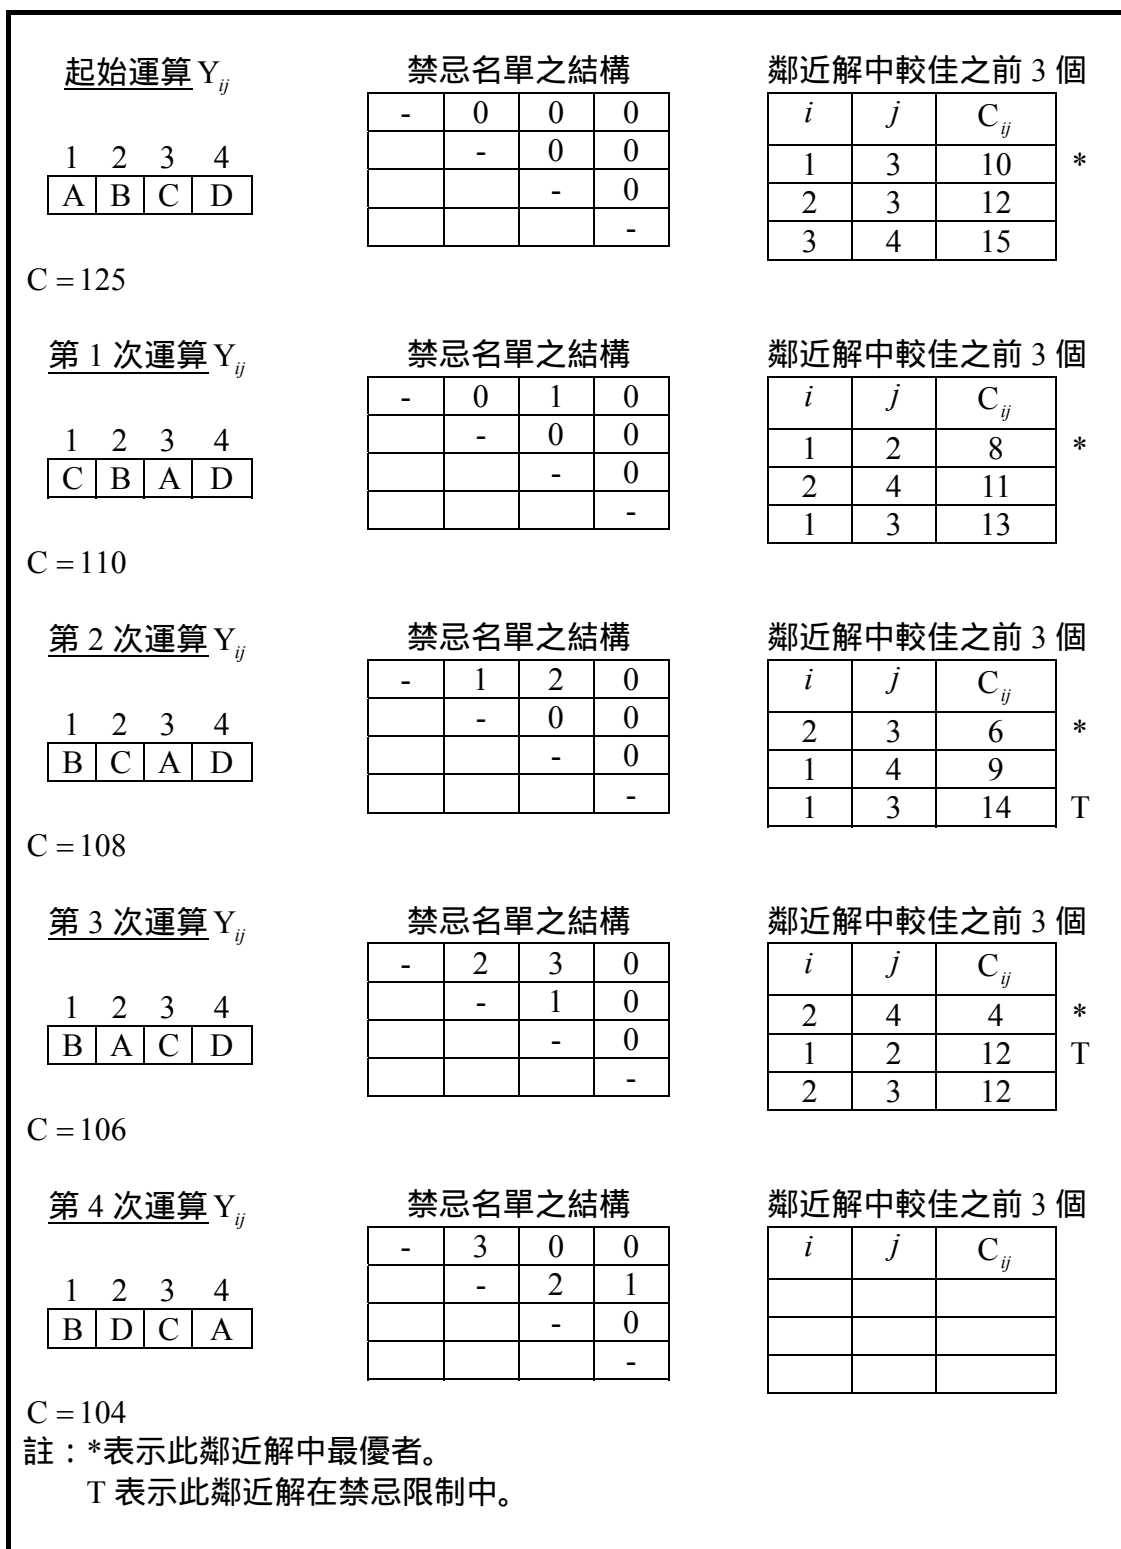 起始運算 Yij 禁忌名單之結構 鄰近解中較佳之前 3 個
- 0 0 0 i j Cij
1 2 3 4 - 0 0 1 3 10 *
A B C D - 0 2 3 12
- 3 4 15
C = 125
第 1 次運算 Yij 禁忌名單之結構 鄰近解中較佳之前 3 個
- 0 1 0 i j Cij
1 2 3 4 - 0 0 1 2 8 *
C B A D - 0 2 4 11
- 1 3 13
C = 110
第 2 次運算 Yij 禁忌名單之結構 鄰近解中較佳之前 3 個
- 1 2 0 i j Cij
1 2 3 4 - 0 0 2 3 6 *
B C A D - 0 1 4 9
- 1 3 14 T
C = 108
第 3 次運算 Yij 禁忌名單之結構 鄰近解中較佳之前 3 個
- 2 3 0 i j Cij
1 2 3 4 - 1 0 2 4 4 *
B A C D - 0 1 2 12 T
- 2 3 12
C = 106
第 4 次運算 Yij 禁忌名單之結構 鄰近解中較佳之前 3 個
- 3 0 0 i j Cij
1 2 3 4 - 2 1
B D C A - 0
-
C = 104
註：*表示此鄰近解中最優者。
T 表示此鄰近解在禁忌限制中。